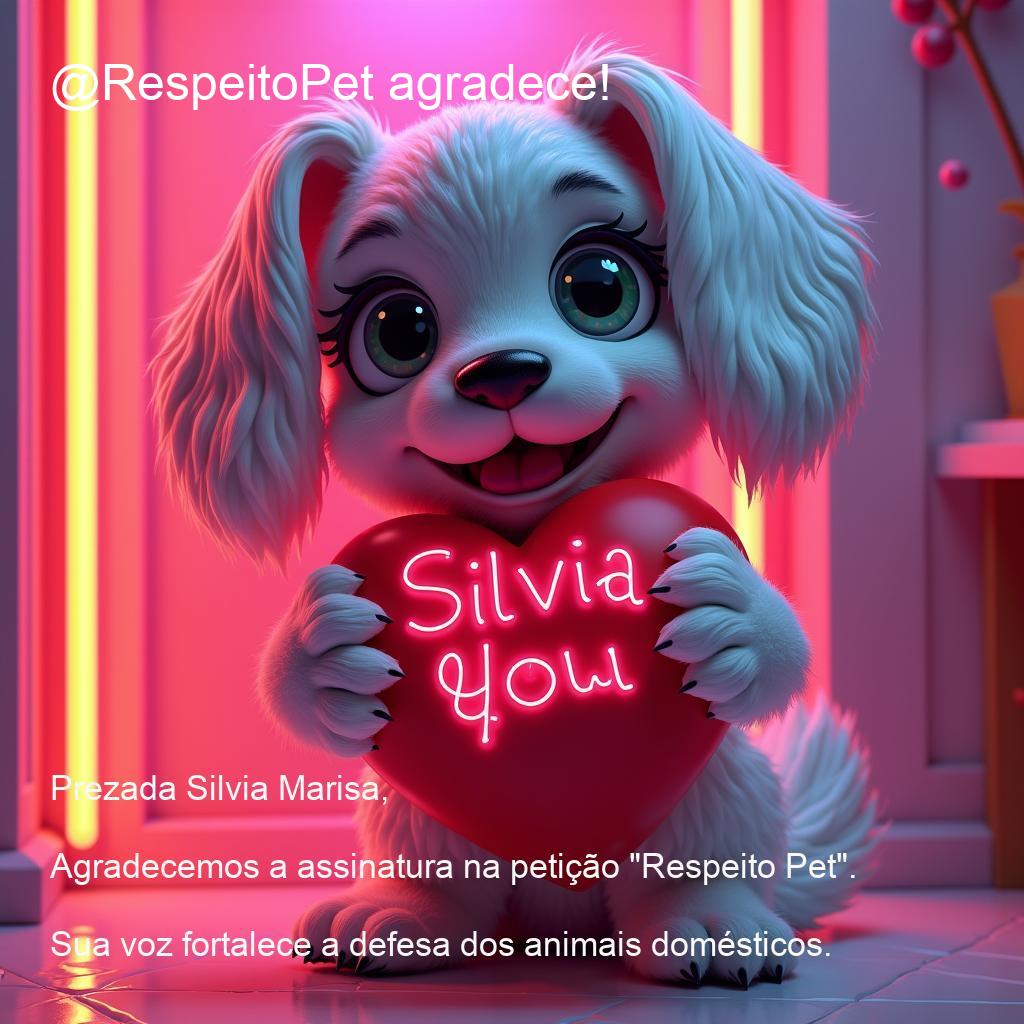 @RespeitoPet agradece!
Silvia
You
Prezada Silvia Marisa,
Agradecemos a assinatura na petição "Respeito Pet".
Sua voz fortalece a defesa dos animais domésticos.